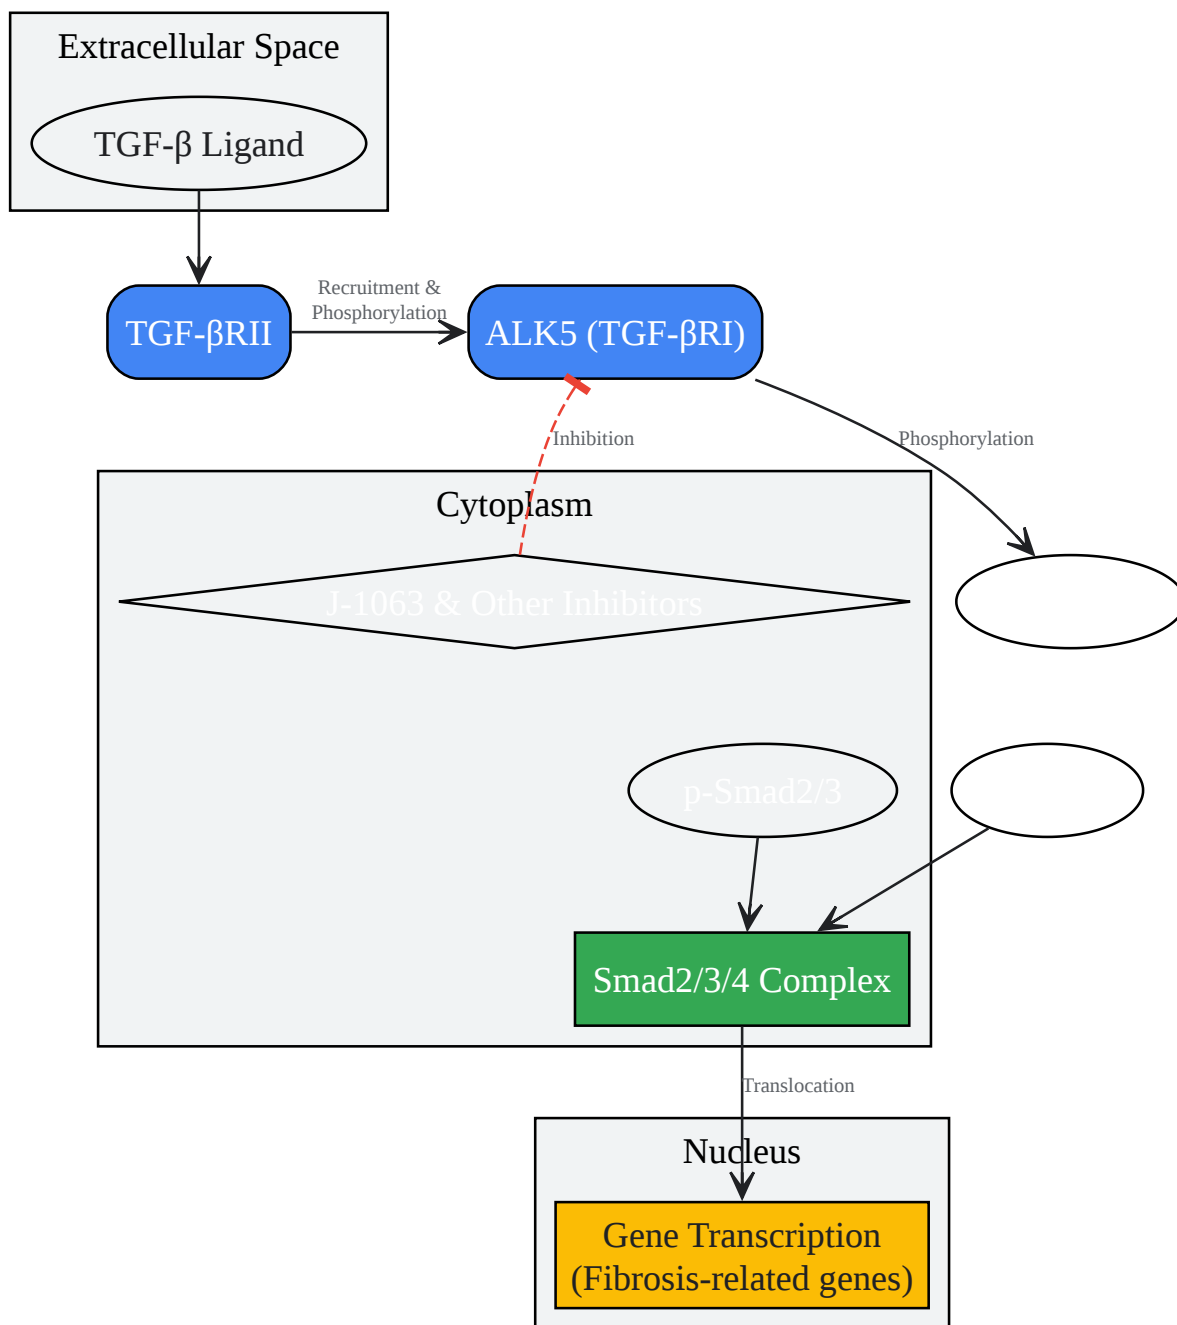 Extracellular Space
TGF-β Ligand
TGF-βRII
Recruitment &
Phosphorylation
ALK5 (TGF-βRI)
Inhibition
Phosphorylation
Cytoplasm
J-1063 & Other Inhibitors
p-Smad2/3
Smad2/3/4 Complex
Translocation
Nucleus
Gene Transcription
(Fibrosis-related genes)